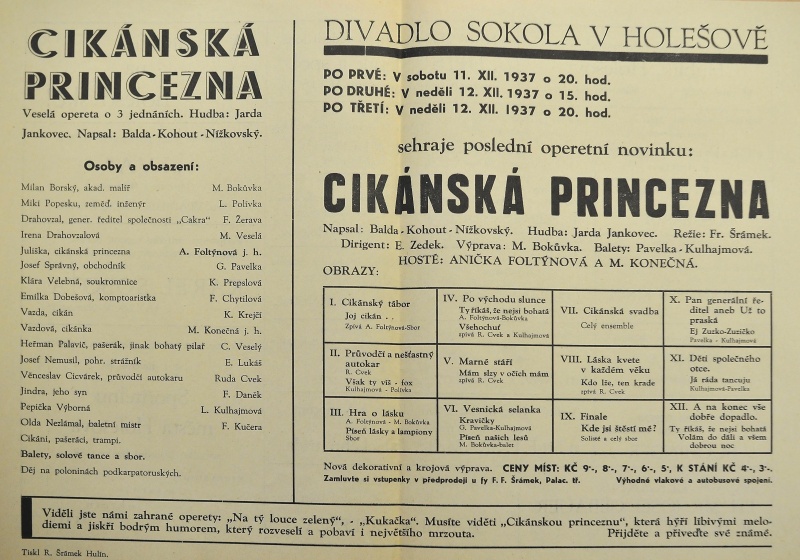 CIKÁNSKÁ
PRINCEZNA
Veselá opereta o 3 jednáních. Hudba: Jarda
Jankovec. Napsal: Balda-Kohout-Nížkovský.
Osoby a obsazení:
Milan Borský, akad. malíř M. Bokůvka
Miki Popesku, zeměd. inženýr L. Polívka
Drahovzal, gener. ředitel společnosti „Cakra“ F. Žerava
Irena Drahovzalová M. Veselá
Juliška, cikánská princezna A. Foltýnová j. h.
Josef Správný, obchodník G. Pavelka
Klára Velebná, soukromnice K. Prepslová
Emilka Dobešová, komptoaristka F. Chytilová
Vazda, cikán K. Krejčí
Vazdová, cikánka M. Konečná j. h.
Heřman Palavič, pašerák, jinak bohatý pilař C. Veselý
Josef Nemusil, pohr. strážník E. Lukáš
Věnceslav Cicvárek, průvodčí autokaru Ruda Cvek
Jindra, jeho syn F. Daněk
Pepička Výborná L. Kulhajmová
Olda Nezlámal, baletní mistr F. Kučera
Cikáni, pašeráci, trampi.
Balety, solové tance a sbor.
Děj na poloninách podkarpatoruských.
DIVADLO SOKOLA V HOLEŠOVĚ
PO PRVÉ: V sobotu 11. XII. 1937 o 20. hod.
PO DRUHÉ: V neděli 12. XII. 1937 o 15. hod.
PO TŘETÍ: V neděli 12. XII. 1937 o 20. hod.
sehraje poslední operetní novinku:
CIKÁNSKÁ PRINCEZNA
Napsal: Balda-Kohout-Nížkovský. Hudba: Jarda Jankovec. Režie: Fr. Šrámek.
Dirigent: E. Zedek. Výprava: M. Bokůvka. Balety: Pavelka-Kulhajmová.
HOSTÉ: ANIČKA FOLTÝNOVÁ A M. KONEČNÁ.
OBRAZY:
I. Cikánský tábor
Joj cikán . .
Zpívá A. Foltýnová-Sbor
II. Průvodčí a nešťastný
autokar
R. Cvek
Však ty víš - fox
Kulhajmová - Polívka
III. Hra o lásku
A. Foltýnová - M. Bokůvka
Píseň lásky a lampiony
Sbor
IV. Po východu slunce
Ty říkáš, že nejsi bohatá
A. Foltýnová-Bokůvka
Všehochuť
spívá R. Cvek a Kulhajmová
V. Marné stáří
Mám slzy v očích mám
zpívá R. Cvek
VI. Vesnická selanka
Kravičky
G. Pavelka-Kulhajmová
Píseň našich lesů
M. Bokůvka-balet
VII. Cikánská svadba
Celý ensemble
VIII. Láska kvete
v každém věku
Kdo lže, ten krade
zpívá R. Cvek
IX. Finale
Kde jsi štěstí mé?
Solisté a celý sbor
X. Pan generální ře-
ditel aneb Už to
praská
Ej Zuzko-Zuzičko
Pavelka - Kulhajmová
XI. Děti společného
otce.
Já ráda tancuju
Kulhajmová-Pavelka
XII. A na konec vše
dobře dopadlo.
Ty říkáš, že nejsi bohatá
Volám do dáli a všem
dobrou noc
Nová dekorativní a krojová výprava. CENY MÍST: KČ 9·-, 8·-, 7·-, 6·-, 5·, K STÁNÍ KČ 4·-, 3·-.
Zamluvte si vstupenky v předprodeji u fy F. F. Šrámek, Palac. tř. Výhodné vlakové a autobusové spojení.
Viděli jste námi zahrané operety: „Na tý louce zelený“, - „Kukačka“. Musíte viděti „Cikánskou princeznu“, která hýří libivými melo-
diemi a jiskří bodrým humorem, který rozveselí a pobaví i největšího mrzouta. Přijďte a přiveďte své známé.
Tiskl R. Šrámek Hulín.